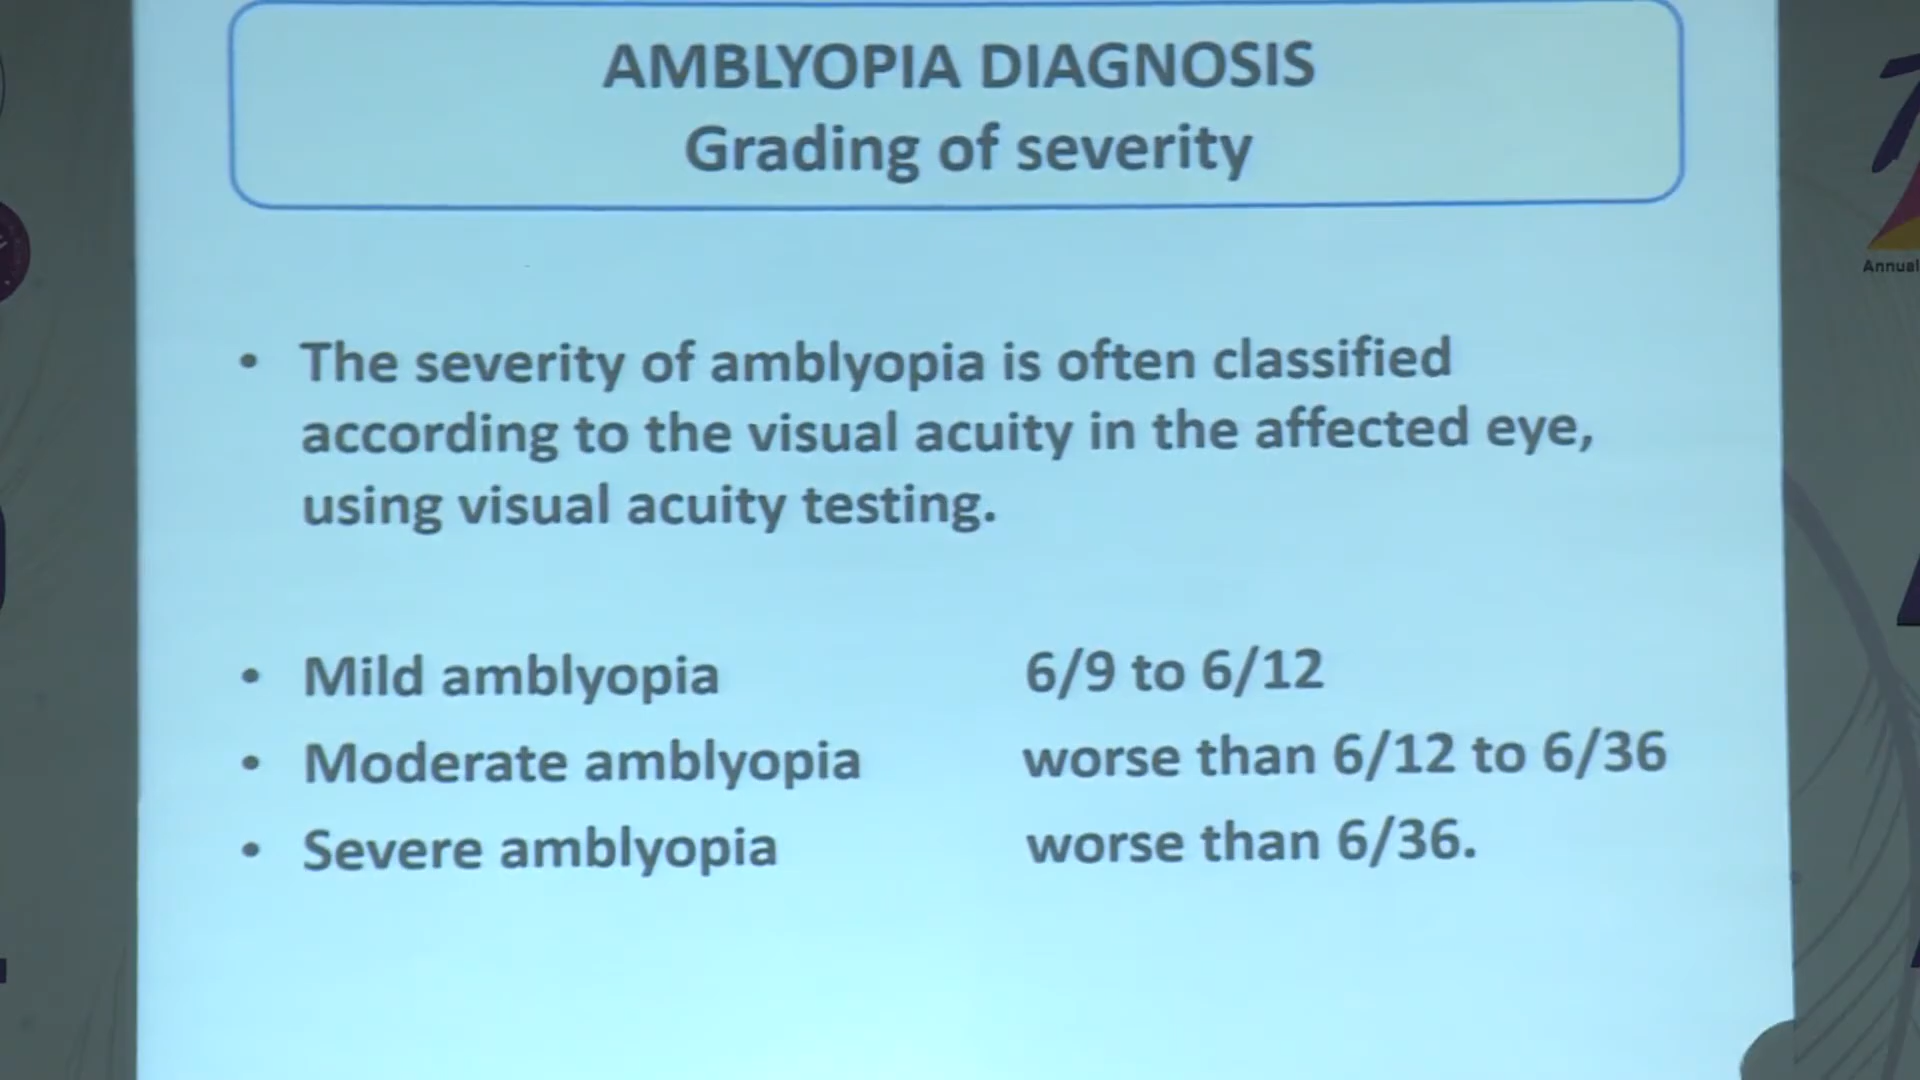 AMBLYOPIA DIAGNOSIS
Grading of severity
• The severity of amblyopia is often classified
according to the visual acuity in the affected eye,
using visual acuity testing.
• Mild amblyopia 6/9 to 6/12
• Moderate amblyopia worse than 6/12 to 6/36
• Severe amblyopia worse than 6/36.
Annual